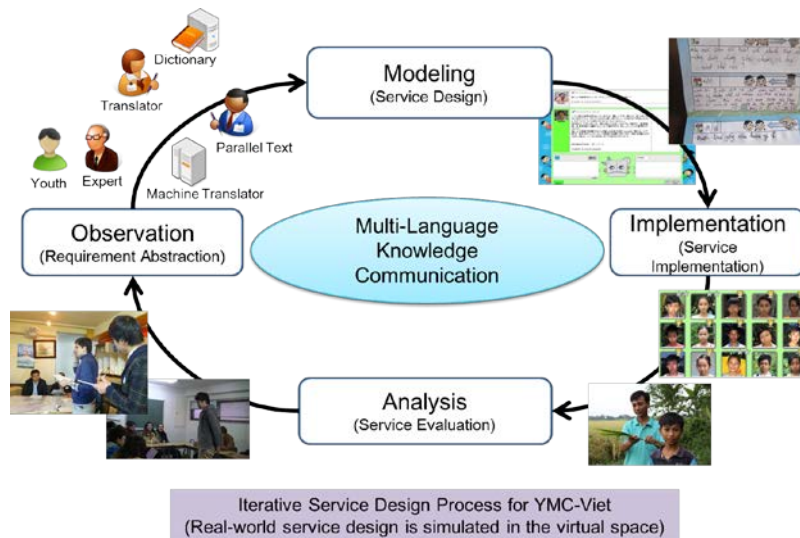 Dictionary
Translator
Modeling
(Service Design)
Parallel Text
Youth
Expert
Machine Translator
Observation
(Requirement Abstraction)
Multi-Language
Knowledge
Communication
Implementation
(Service
Implementation)
Analysis
(Service Evaluation)
Iterative Service Design Process for YMC-Viet
(Real-world service design is simulated in the virtual space)